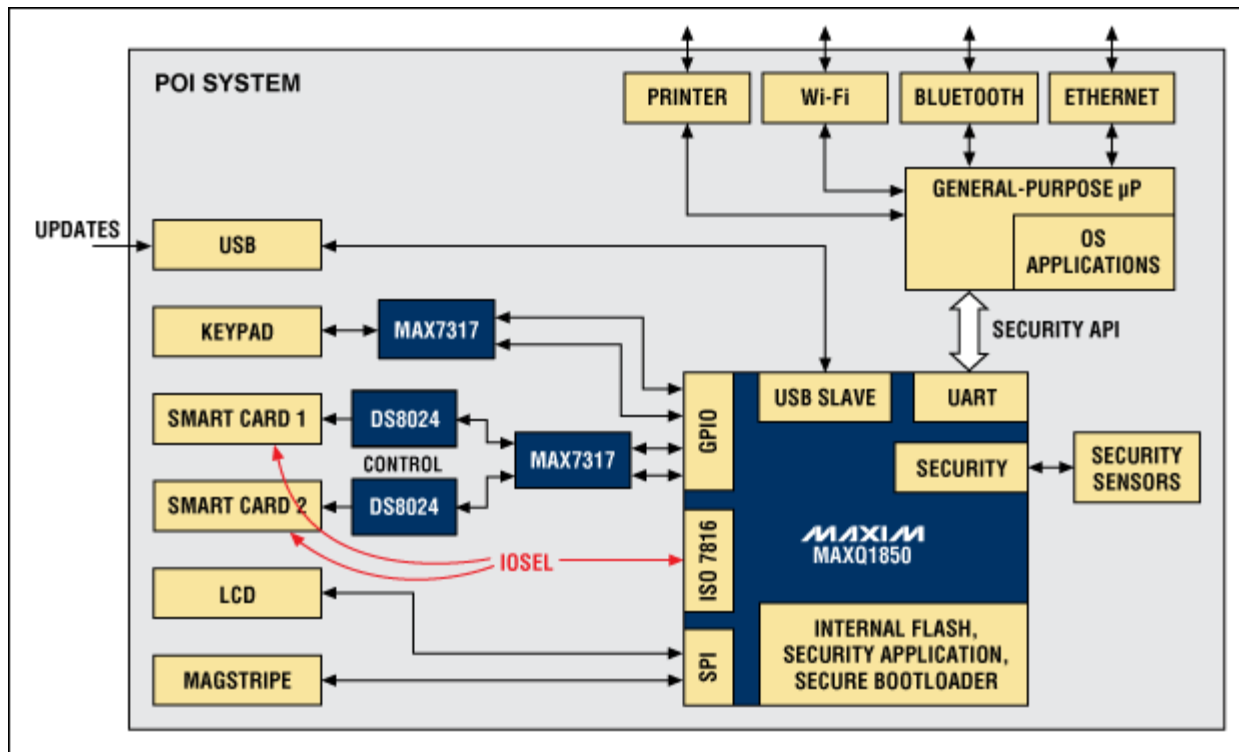 POI SYSTEM
PRINTER
Wi-Fi
BLUETOOTH
ETHERNET
GENERAL-PURPOSE µP
OS
APPLICATIONS
UPDATES
USB
KEYPAD
MAX7317
SECURITY API
SMART CARD 1
DS8024
CONTROL
MAX7317
SMART CARD 2
DS8024
GPIO
USB SLAVE
UART
SECURITY
SECURITY
SENSORS
IOSEL
ISO 7816
MAXIM
MAXQ1850
LCD
MAGSTRIPE
SPI
INTERNAL FLASH,
SECURITY APPLICATION,
SECURE BOOTLOADER